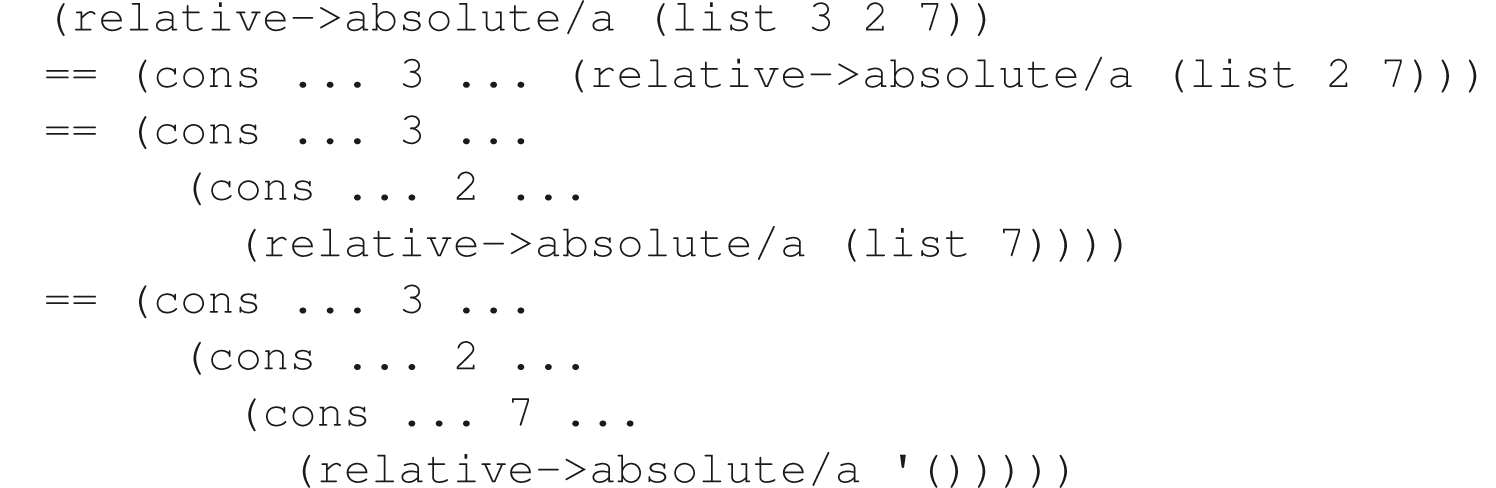 (relative->absolute/a (list 3 2 7))
== (cons ... 3 ... (relative->absolute/a (list 2 7)))
== (cons ... 3 ...
      (cons ... 2 ...
        (relative->absolute/a (list 7))))
== (cons ... 3 ...
      (cons ... 2 ...
        (cons ... 7 ...
          (relative->absolute/a '()))))